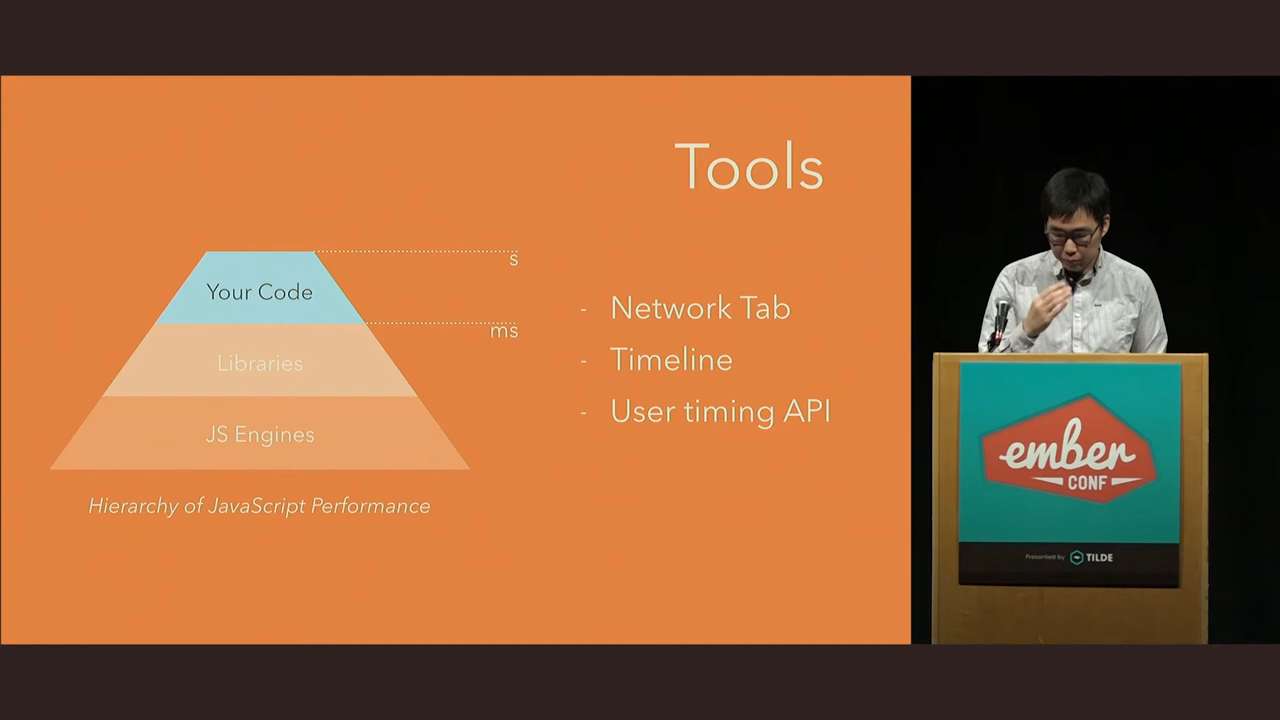 Tools
s
Your Code
ms
Libraries
JS Engines
Hierarchy of JavaScript Performance
- Network Tab
- Timeline
- User timing API
ember
CONF
Presented by TILDE